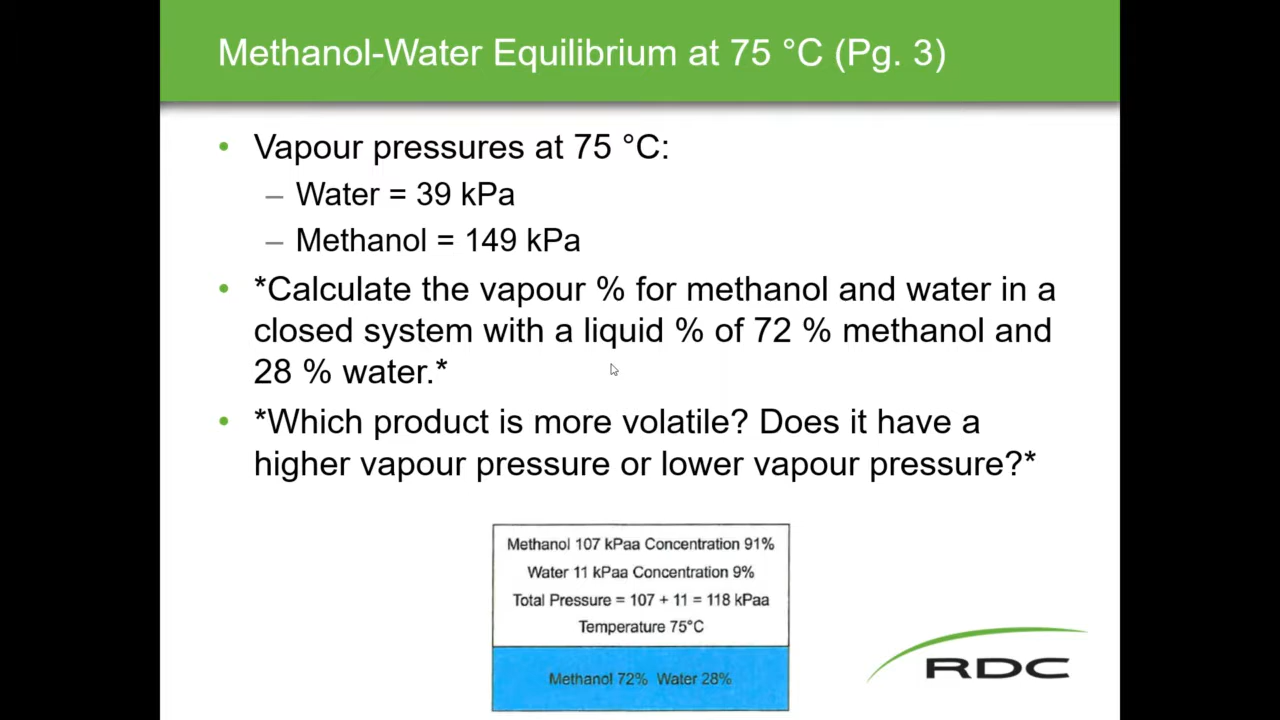 Methanol-Water Equilibrium at 75 °C (Pg. 3)
• Vapour pressures at 75 °C:
– Water = 39 kPa
– Methanol = 149 kPa
• *Calculate the vapour % for methanol and water in a
closed system with a liquid % of 72 % methanol and
28 % water.*
• *Which product is more volatile? Does it have a
higher vapour pressure or lower vapour pressure?*
Methanol 107 kPaa Concentration 91%
Water 11 kPaa Concentration 9%
Total Pressure = 107 + 11 = 118 kPaa
Temperature 75°C
Methanol 72% Water 28%
RDC